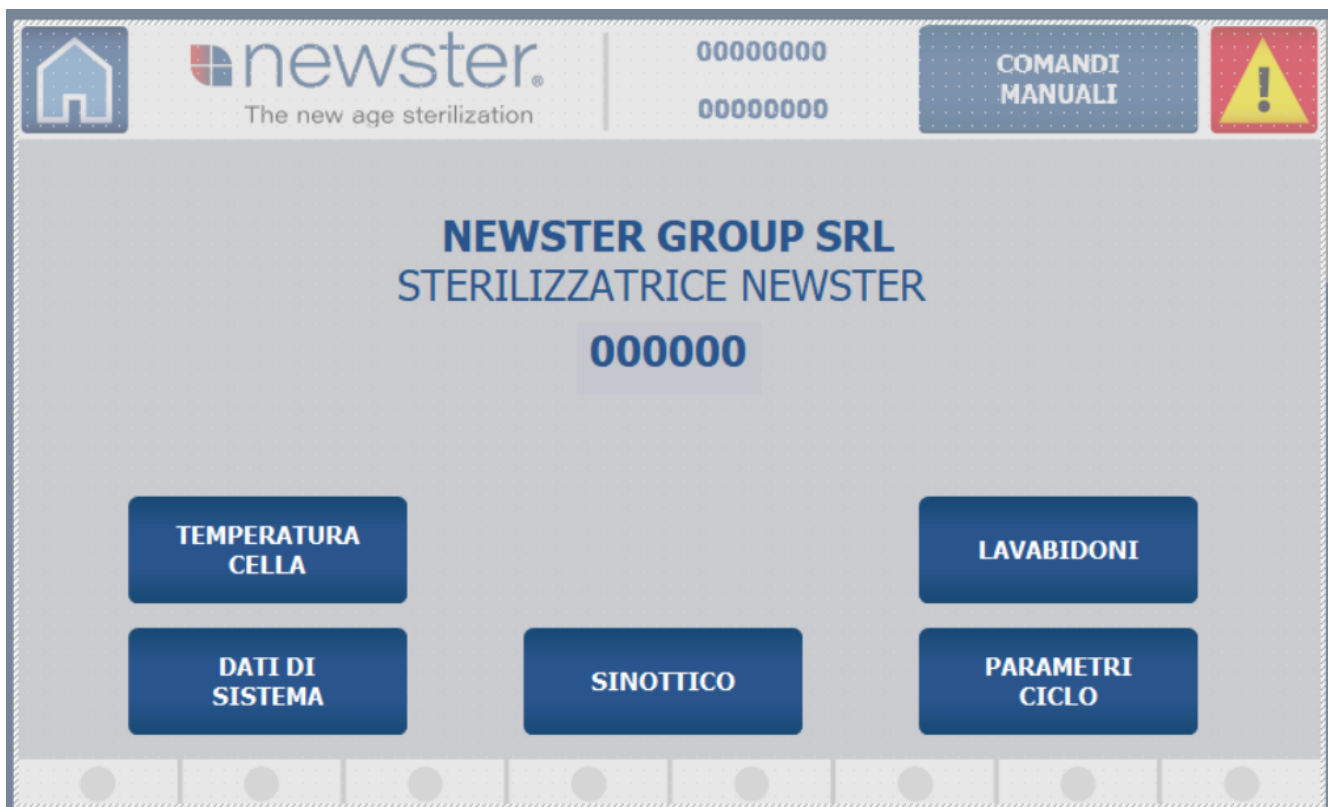 newster®
The new age sterilization
00000000
00000000
COMANDI
MANUALI
!
NEWSTER GROUP SRL
STERILIZZATRICE NEWSTER
000000
TEMPERATURA
CELLA
LAVABIDONI
DATI DI
SISTEMA
SINOTTICO
PARAMETRI
CICLO